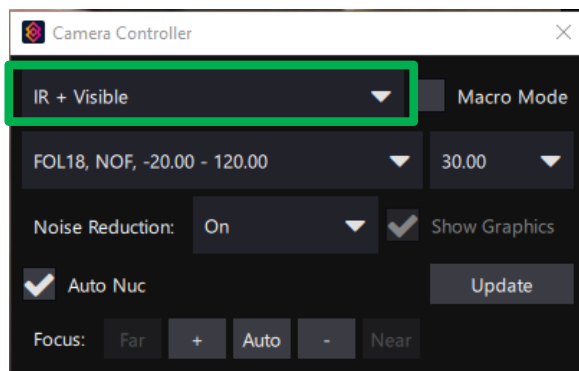 Camera Controller
IR + Visible Macro Mode
FOL18, NOF, -20.00 - 120.00 30.00
Noise Reduction: On Show Graphics
Auto Nuc Update
Focus: Far + Auto - Near